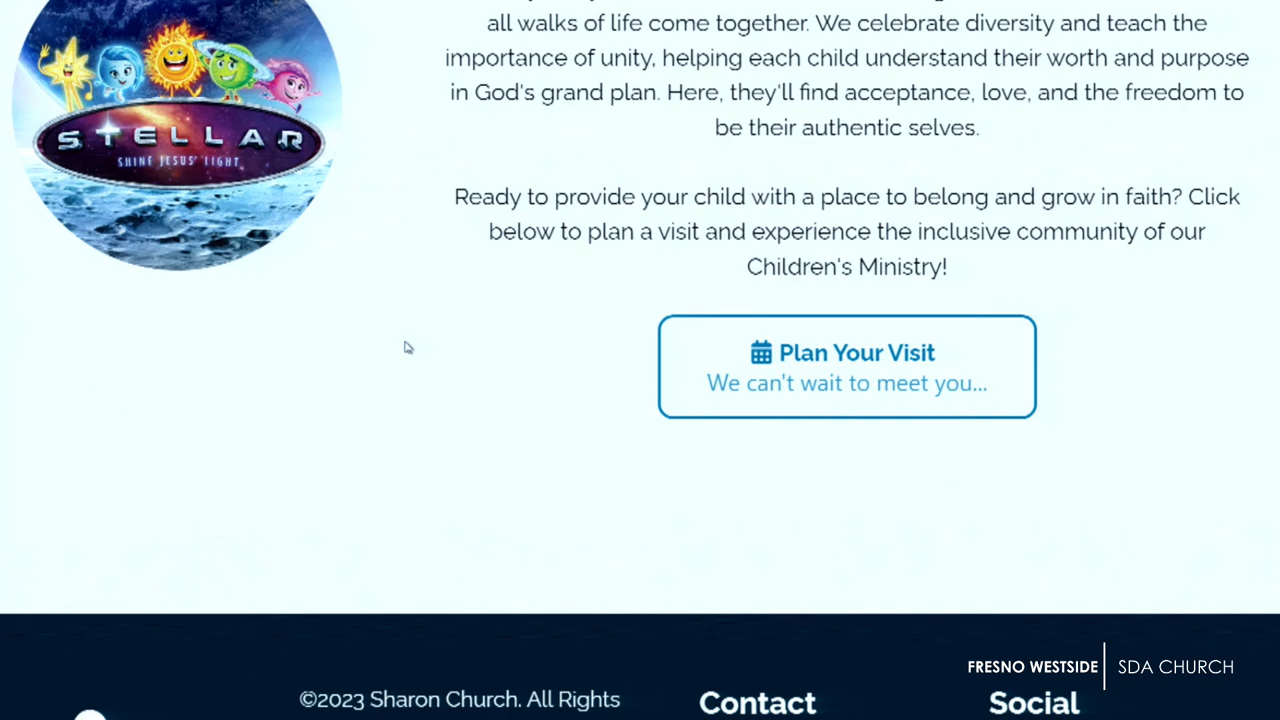 all walks of life come together. We celebrate diversity and teach the
importance of unity, helping each child understand their worth and purpose
in God's grand plan. Here, they'll find acceptance, love, and the freedom to
be their authentic selves.
STELLAR
SHINE JESUS' LIGHT
Ready to provide your child with a place to belong and grow in faith? Click
below to plan a visit and experience the inclusive community of our
Children's Ministry!
Plan Your Visit
We can't wait to meet you...
FRESNO WESTSIDE | SDA CHURCH
©2023 Sharon Church. All Rights
Contact
Social